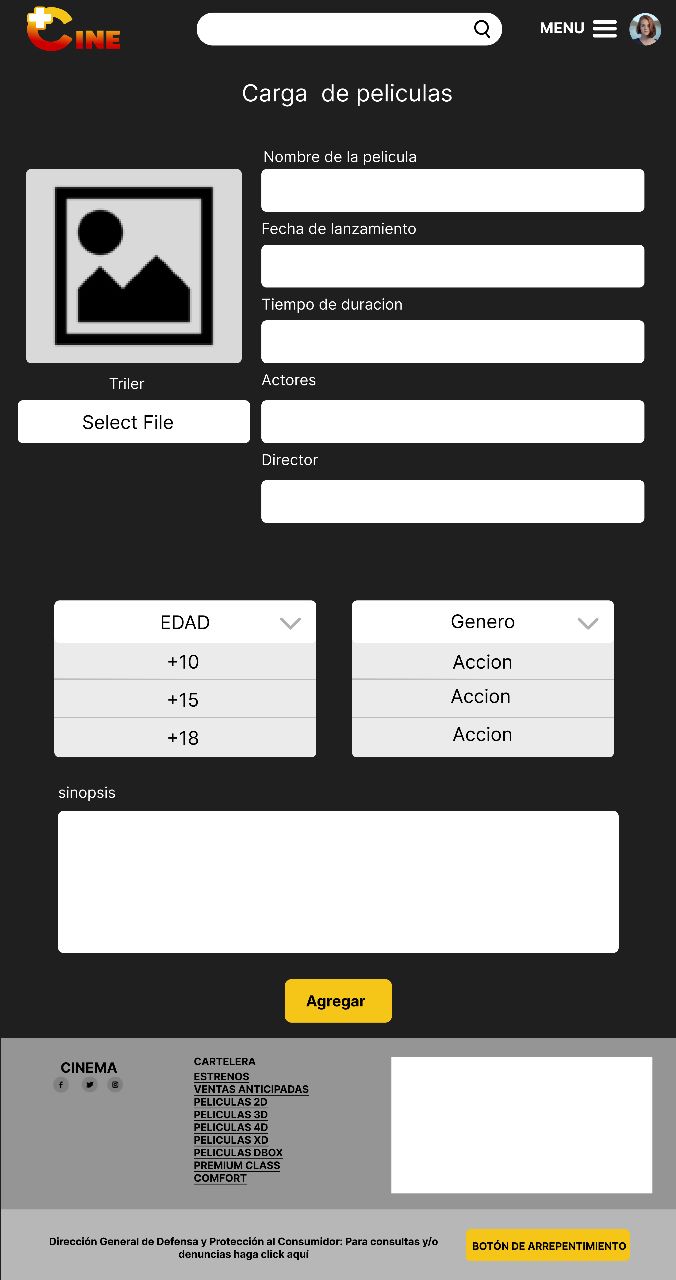 CINE
MENU
Carga de peliculas
Nombre de la pelicula
Fecha de lanzamiento
Tiempo de duracion
Triler
Actores
Select File
Director
EDAD
+10
+15
+18
Genero
Accion
Accion
Accion
sinopsis
Agregar
CINEMA
CARTELERA
ESTRENOS
VENTAS ANTICIPADAS
PELICULAS 2D
PELICULAS 3D
PELICULAS 4D
PELICULAS XD
PELICULAS DBOX
PREMIUM CLASS
COMFORT
Dirección General de Defensa y Protección al Consumidor: Para consultas y/o
denuncias haga click aquí
BOTÓN DE ARREPENTIMIENTO